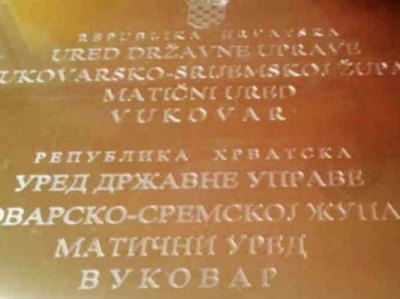 REPUBLIKA HRVATSKA
URED DRŽAVNE UPRAVE
UKOVARSKO-SRIJEMSKOJ ŽUPA
MATIČNI URED
VUKOVAR
РЕПУБЛИКА ХРВАТСКА
УРЕД ДРЖАВНЕ УПРАВЕ
ОВАРСКО-СРЕМСКОЈ ЖУПА
МАТИЧНИ УРЕД
ВУКОВАР